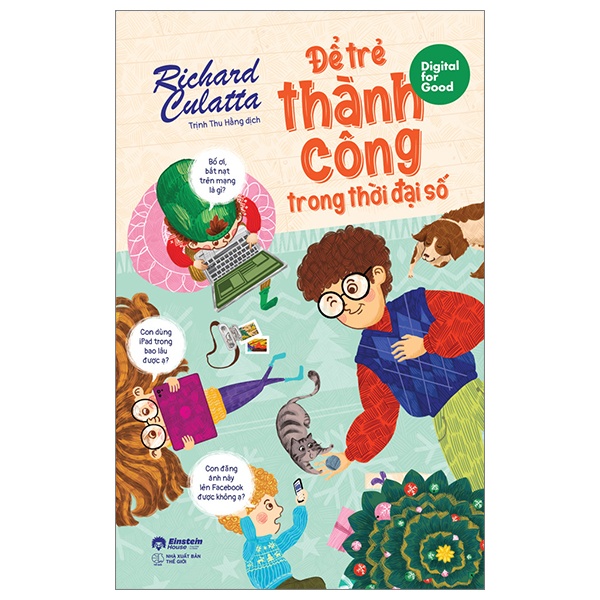 Richard
Culatta
Trịnh Thu Hằng dịch
Để trẻ
thành
công
trong thời đại số
Digital
for
Good
Bố ơi,
bắt nạt
trên mạng
là gì?
Con dùng
iPad trong
bao lâu
được ạ?
Con đăng
ảnh này
lên Facebook
được không ạ?
Einstein
House
NHÀ XUẤT BẢN
THẾ GIỚI